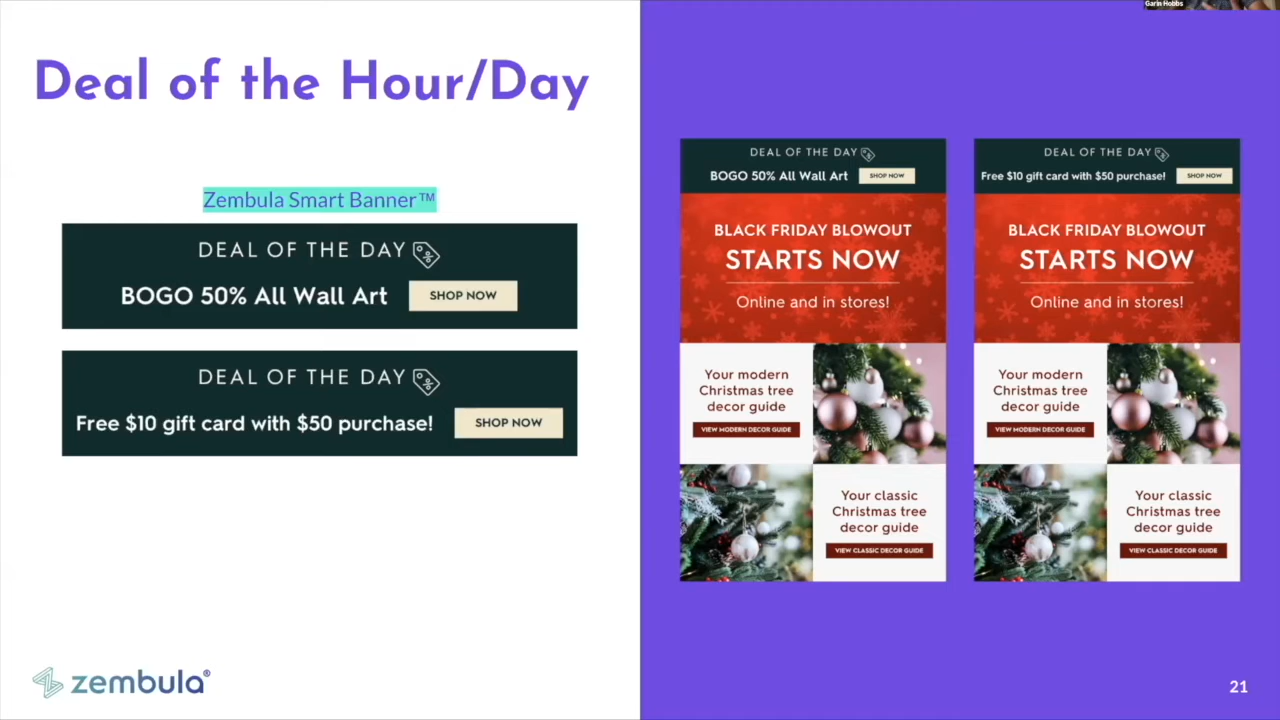 Garin Hobbs
Deal of the Hour/Day
Zembula Smart Banner™
DEAL OF THE DAY
BOGO 50% All Wall Art
SHOP NOW
DEAL OF THE DAY
Free $10 gift card with $50 purchase!
SHOP NOW
DEAL OF THE DAY
BOGO 50% All Wall Art
SHOP NOW
BLACK FRIDAY BLOWOUT
STARTS NOW
Online and in stores!
Your modern
Christmas tree
decor guide
VIEW MODERN DECOR GUIDE
Your classic
Christmas tree
decor guide
VIEW CLASSIC DECOR GUIDE
DEAL OF THE DAY
Free $10 gift card with $50 purchase!
SHOP NOW
BLACK FRIDAY BLOWOUT
STARTS NOW
Online and in stores!
Your modern
Christmas tree
decor guide
VIEW MODERN DECOR GUIDE
Your classic
Christmas tree
decor guide
VIEW CLASSIC DECOR GUIDE
zembula®
21